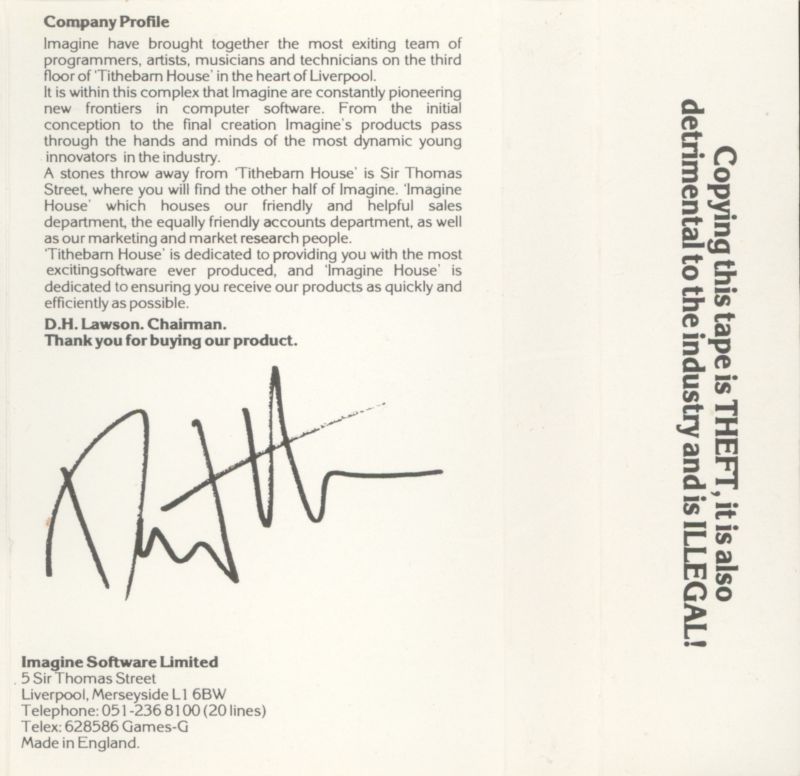 Company Profile
Imagine have brought together the most exiting team of
programmers, artists, musicians and technicians on the third
floor of 'Tithebarn House' in the heart of Liverpool.
It is within this complex that Imagine are constantly pioneering
new frontiers in computer software. From the initial
conception to the final creation Imagine's products pass
through the hands and minds of the most dynamic young
innovators in the industry.
A stones throw away from 'Tithebarn House' is Sir Thomas
Street, where you will find the other half of Imagine. 'Imagine
House' which houses our friendly and helpful sales
department, the equally friendly accounts department, as well
as our marketing and market research people.
'Tithebarn House' is dedicated to providing you with the most
excitingsoftware ever produced, and 'Imagine House' is
dedicated to ensuring you receive our products as quickly and
efficiently as possible.
D.H. Lawson. Chairman.
Thank you for buying our product.
Imagine Software Limited
5 Sir Thomas Street
Liverpool, Merseyside L1 6BW
Telephone: 051-236 8100 (20 lines)
Telex: 628586 Games-G
Made in England.
Copying this tape is THEFT, it is also
detrimental to the industry and is ILLEGAL!